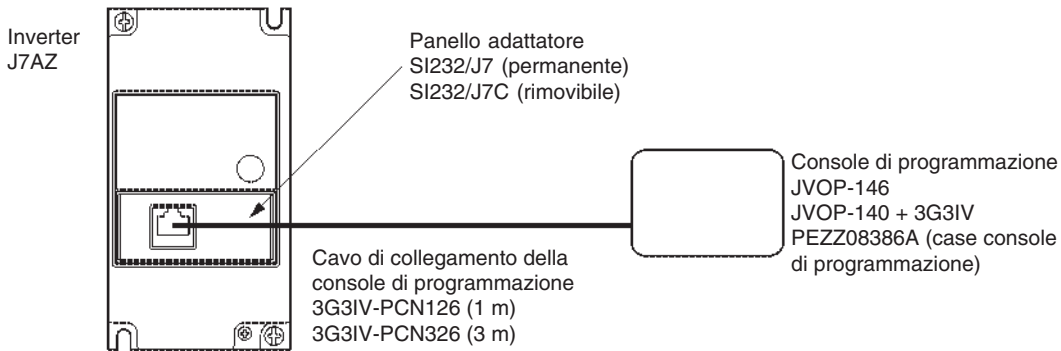 Inverter
J7AZ
Panello adattatore
SI232/J7 (permanente)
SI232/J7C (rimovibile)
Console di programmazione
JVOP-146
JVOP-140 + 3G3IV
PEZZ08386A (case console
di programmazione)
Cavo di collegamento della
console di programmazione
3G3IV-PCN126 (1 m)
3G3IV-PCN326 (3 m)